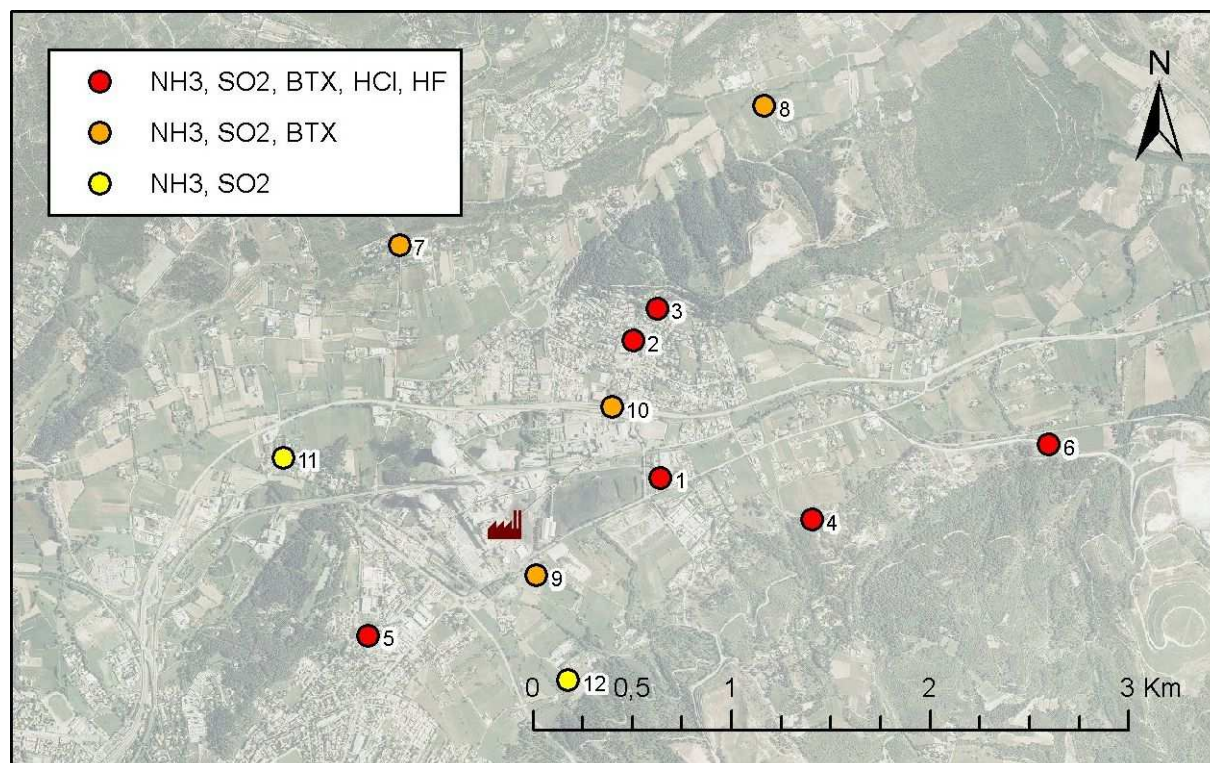 NH3, SO2, BTX, HCl, HF
NH3, SO2, BTX
NH3, SO2
N
8
7
3
2
10
11
1
6
4
9
5
12
0 0,5 1 2 3 Km